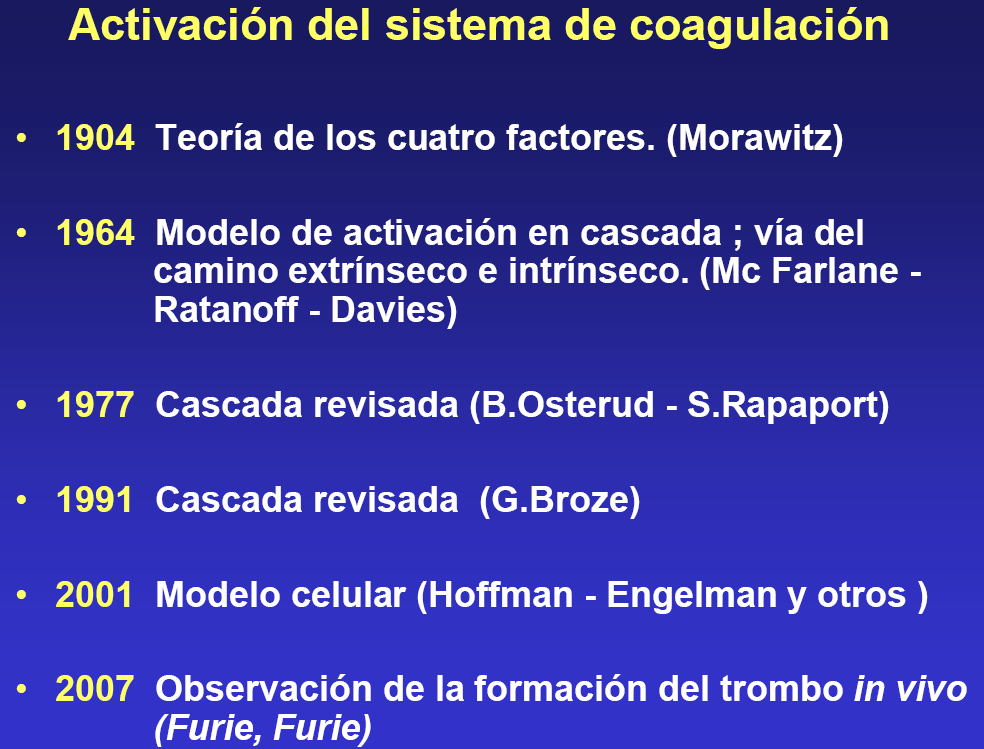 Activación del sistema de coagulación
• 1904 Teoría de los cuatro factores. (Morawitz)
• 1964 Modelo de activación en cascada ; vía del
camino extrínseco e intrínseco. (Mc Farlane -
Ratanoff - Davies)
• 1977 Cascada revisada (B.Osterud - S.Rapaport)
• 1991 Cascada revisada (G.Broze)
• 2001 Modelo celular (Hoffman - Engelman y otros )
• 2007 Observación de la formación del trombo in vivo
(Furie, Furie)